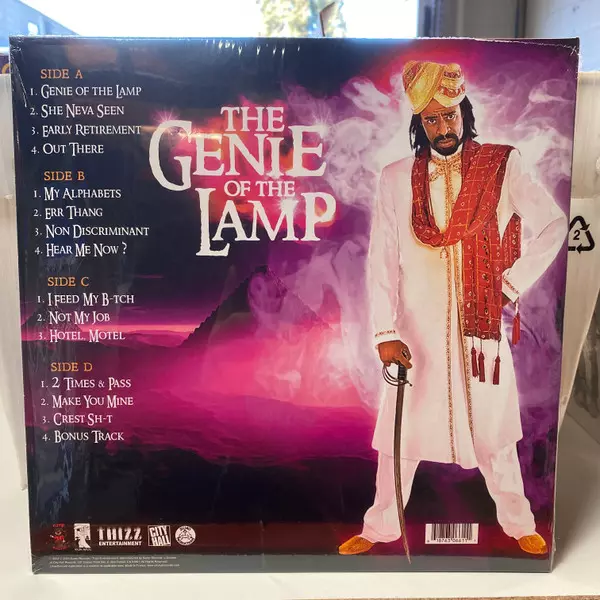 SIDE A
1. GENIE OF THE LAMP
2. SHE NEVA SEEN
3. EARLY RETIREMENT
4. OUT THERE
SIDE B
1. MY ALPHABETS
2. ERR THANG
3. NON DISCRIMINANT
4. HEAR ME NOW ?
SIDE C
1. I FEED MY B-TCH
2. NOT MY JOB
3. HOTEL, MOTEL
SIDE D
1. 2 TIMES & PASS
2. MAKE YOU MINE
3. CREST SH-T
4. BONUS TRACK
THE
GENIE
OF THE
LAMP
2
THIZZ
ENTERTAINMENT
CITY
HALL